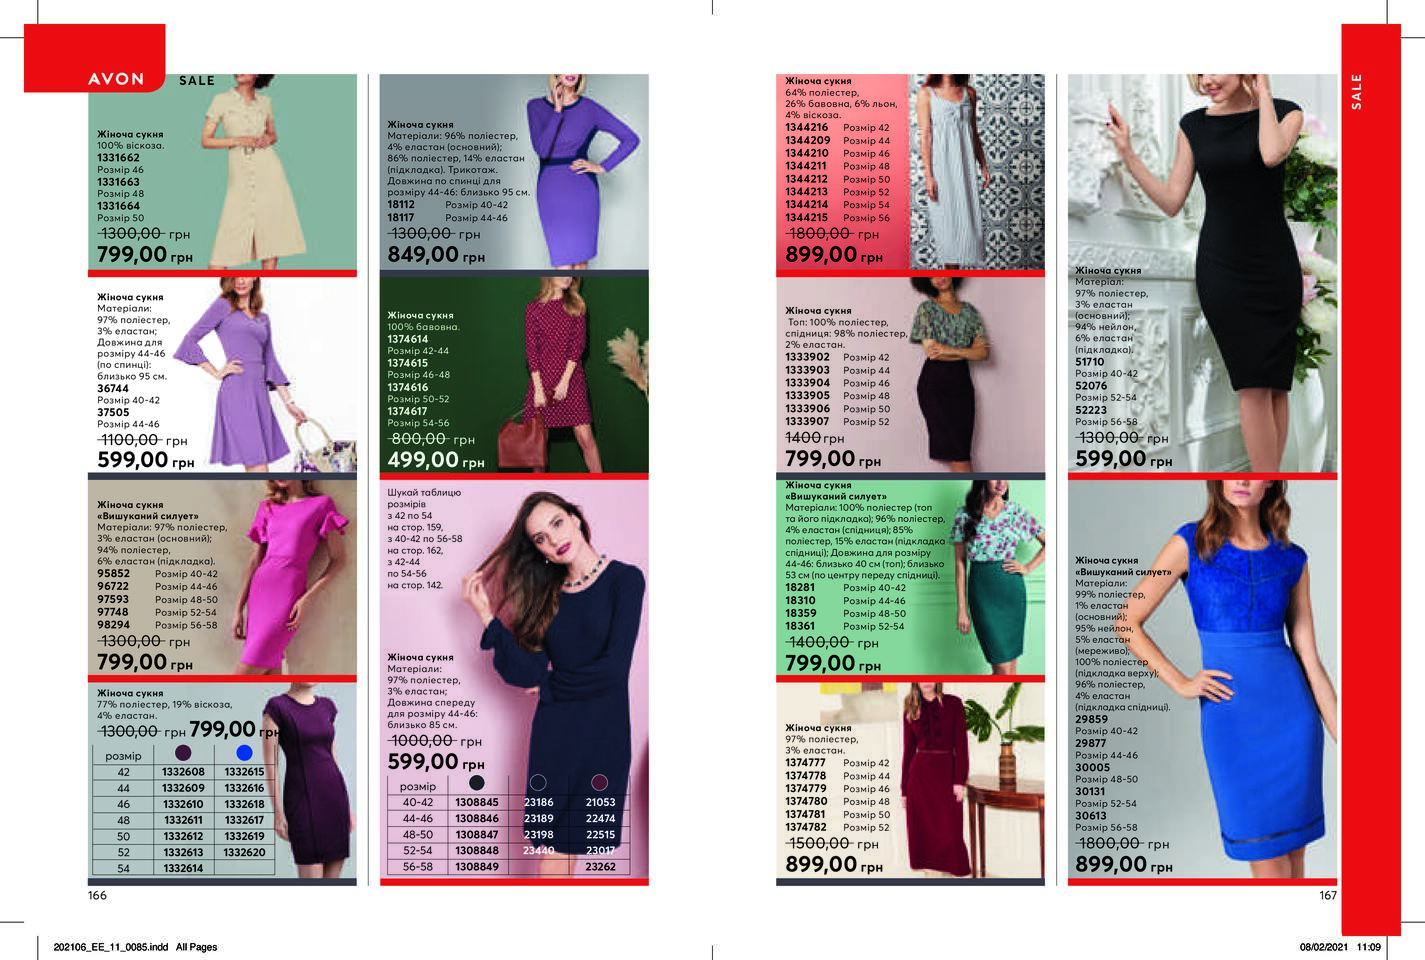 AVON
SALE
Жіноча сукня
100% віскоза.
1331662
Розмір 46
1331663
Розмір 48
1331664
Розмір 50
1300,00 грн
799,00 грн
Жіноча сукня
Матеріали:
97% поліестер,
3% еластан;
Довжина для
розміру 44-46
(по спинці):
близько 95 см.
36744
Розмір 40-42
37505
Розмір 44-46
1100,00 грн
599,00 грн
Жіноча сукня
«Вишуканий силует»
Матеріали: 97% поліестер,
3% еластан (основний);
94% поліестер,
6% еластан (підкладка).
95852 Розмір 40-42
96722 Розмір 44-46
97593 Розмір 48-50
97748 Розмір 52-54
98294 Розмір 56-58
1300,00 грн
799,00 грн
Жіноча сукня
77% поліестер, 19% віскоза,
4% еластан.
1300,00 грн 799,00 грн
розмір
42 1332608 1332615
44 1332609 1332616
46 1332610 1332618
48 1332611 1332617
50 1332612 1332619
52 1332613 1332620
54 1332614
166
Жіноча сукня
Матеріали: 96% поліестер,
4% еластан (основний);
86% поліестер, 14% еластан
(підкладка). Трикотаж.
Довжина по спинці для
розміру 44-46: близько 95 см.
18112 Розмір 40-42
18117 Розмір 44-46
1300,00 грн
849,00 грн
Жіноча сукня
100% бавовна.
1374614
Розмір 42-44
1374615
Розмір 46-48
1374616
Розмір 50-52
1374617
Розмір 54-56
800,00 грн
499,00 грн
Шукай таблицю
розмірів
з 42 по 54
на стор. 159,
з 40-42 по 56-58
на стор. 162,
з 42-44
по 54-56
на стор. 142.
Жіноча сукня
Матеріали:
97% поліестер,
3% еластан;
Довжина спереду
для розміру 44-46:
близько 85 см.
1000,00 грн
599,00 грн
розмір
40-42 1308845 23186 21053
44-46 1308846 23189 22474
48-50 1308847 23198 22515
52-54 1308848 23440 23017
56-58 1308849 23262
Жіноча сукня
64% поліестер,
26% бавовна, 6% льон,
4% віскоза.
1344216 Розмір 42
1344209 Розмір 44
1344210 Розмір 46
1344211 Розмір 48
1344212 Розмір 50
1344213 Розмір 52
1344214 Розмір 54
1344215 Розмір 56
1800,00 грн
899,00 грн
Жіноча сукня
Топ: 100% поліестер,
спідниця: 98% поліестер,
2% еластан.
1333902 Розмір 42
1333903 Розмір 44
1333904 Розмір 46
1333905 Розмір 48
1333906 Розмір 50
1333907 Розмір 52
1400 грн
799,00 грн
Жіноча сукня
«Вишуканий силует»
Матеріали: 100% поліестер (топ
та його підкладка); 96% поліестер,
4% еластан (спідниця); 85%
поліестер, 15% еластан (підкладка
спідниці); Довжина для розміру
44-46: близько 40 см (топ); близько
53 см (по центру переду спідниці).
18281 Розмір 40-42
18310 Розмір 44-46
18359 Розмір 48-50
18361 Розмір 52-54
1400,00 грн
799,00 грн
Жіноча сукня
97% поліестер,
3% еластан.
1374777 Розмір 42
1374778 Розмір 44
1374779 Розмір 46
1374780 Розмір 48
1374781 Розмір 50
1374782 Розмір 52
1500,00 грн
899,00 грн
Жіноча сукня
Матеріал:
97% поліестер,
3% еластан
(основний);
94% нейлон,
6% еластан
(підкладка).
51710
Розмір 40-42
52076
Розмір 52-54
52223
Розмір 56-58
1300,00 грн
599,00 грн
Жіноча сукня
«Вишуканий силует»
Матеріали:
99% поліестер,
1% еластан
(основний);
95% нейлон,
5% еластан
(мереживо);
100% поліестер
(підкладка верху);
96% поліестер,
4% еластан
(підкладка спідниці).
29859
Розмір 40-42
29877
Розмір 44-46
30005
Розмір 48-50
30131
Розмір 52-54
30613
Розмір 56-58
1800,00 грн
899,00 грн
SALE
167
202106_EE_11_0085.indd All Pages
08/02/2021 11:09